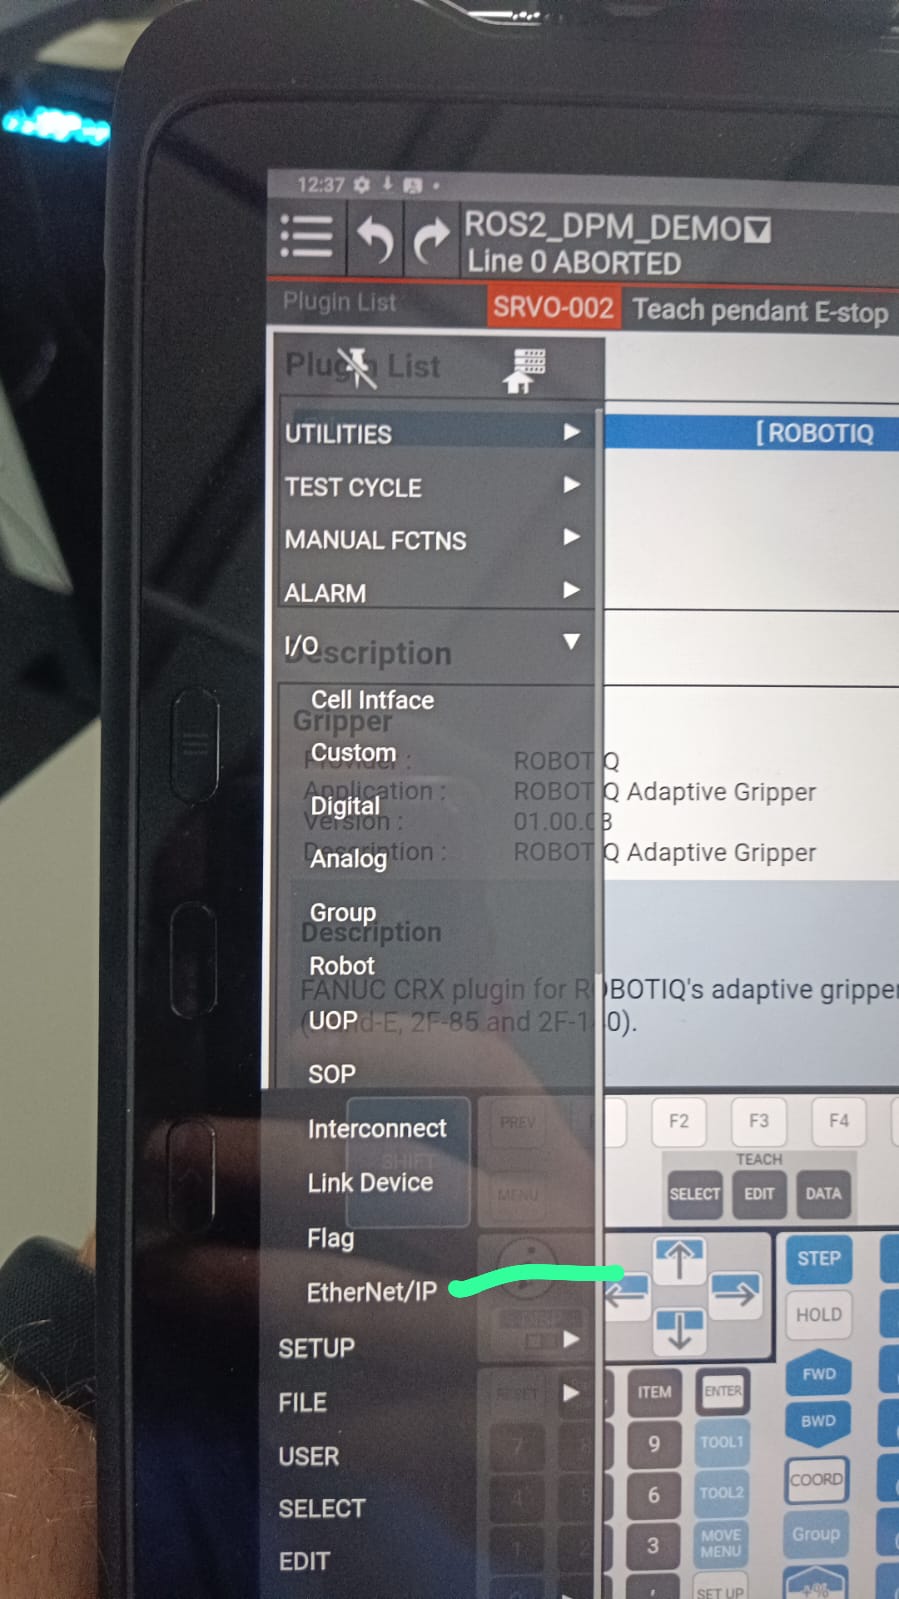 12:37
ROS2_DPM_DEMO
Line 0 ABORTED
Plugin List
SRVO-002 Teach pendant E-stop
Plugin List
UTILITIES
[ROBOTIQ
TEST CYCLE
MANUAL FCTNS
ALARM
I/O
Description
Cell Intface
Gripper
Custom
Provider : ROBOTIQ
Application : ROBOTIQ Adaptive Gripper
Digital
Version : 01.00.03
Description : ROBOTIQ Adaptive Gripper
Analog
Group
Description
Robot
FANUC CRX plugin for ROBOTIQ's adaptive gripper
(Hand-E, 2F-85 and 2F-140).
UOP
SOP
Interconnect
PREV
F2
F3
F4
TEACH
SHIFT
Link Device
MENU
SELECT
EDIT
DATA
Flag
STEP
EtherNet/IP
HOLD
SETUP
FILE
RESET
ITEM
ENTER
FWD
BWD
USER
7
8
9
TOOL1
COORD
SELECT
4
5
6
TOOL2
EDIT
1
2
3
MOVE
MENU
Group
SET UP
+%